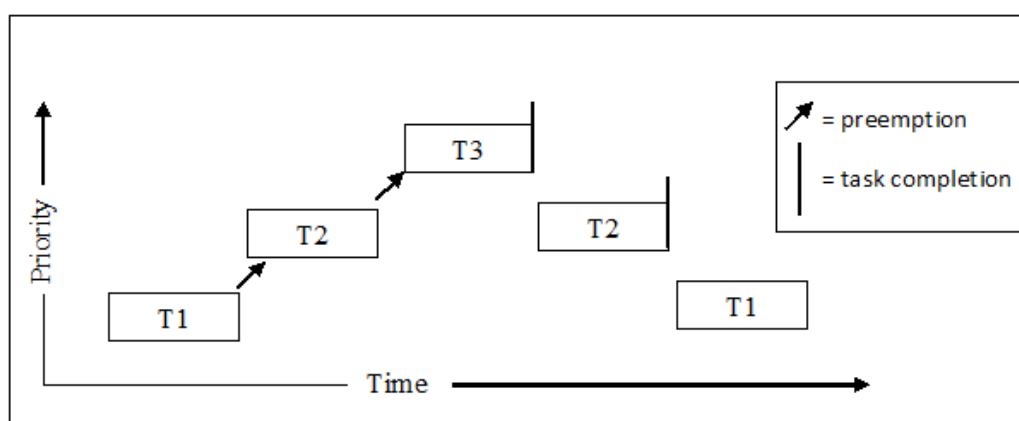 T3
= preemption
= task completion
T2
T2
T1
T1
Priority
Time